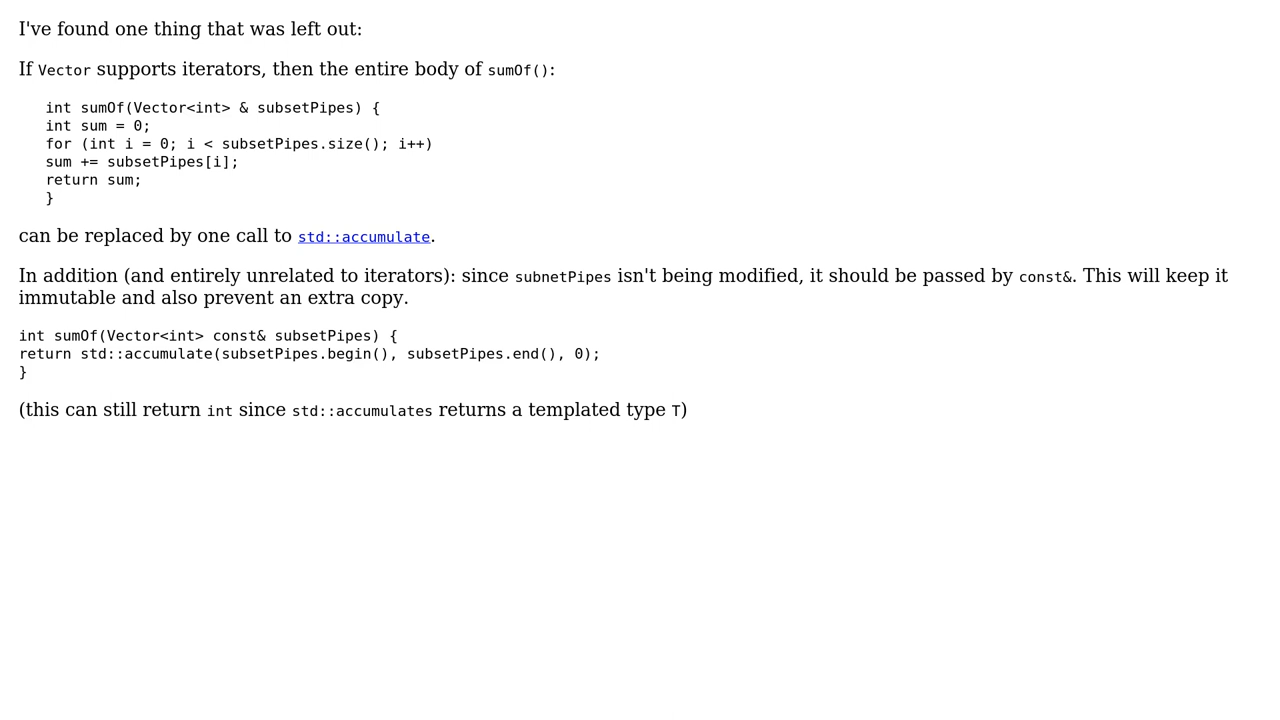 I've found one thing that was left out:
If Vector supports iterators, then the entire body of sumOf():
int sumOf(Vector<int> & subsetPipes) {
int sum = 0;
for (int i = 0; i < subsetPipes.size(); i++)
sum += subsetPipes[i];
return sum;
}
can be replaced by one call to std::accumulate.
In addition (and entirely unrelated to iterators): since subnetPipes isn't being modified, it should be passed by const&. This will keep it
immutable and also prevent an extra copy.
int sumOf(Vector<int> const& subsetPipes) {
return std::accumulate(subsetPipes.begin(), subsetPipes.end(), 0);
}
(this can still return int since std::accumulates returns a templated type T)